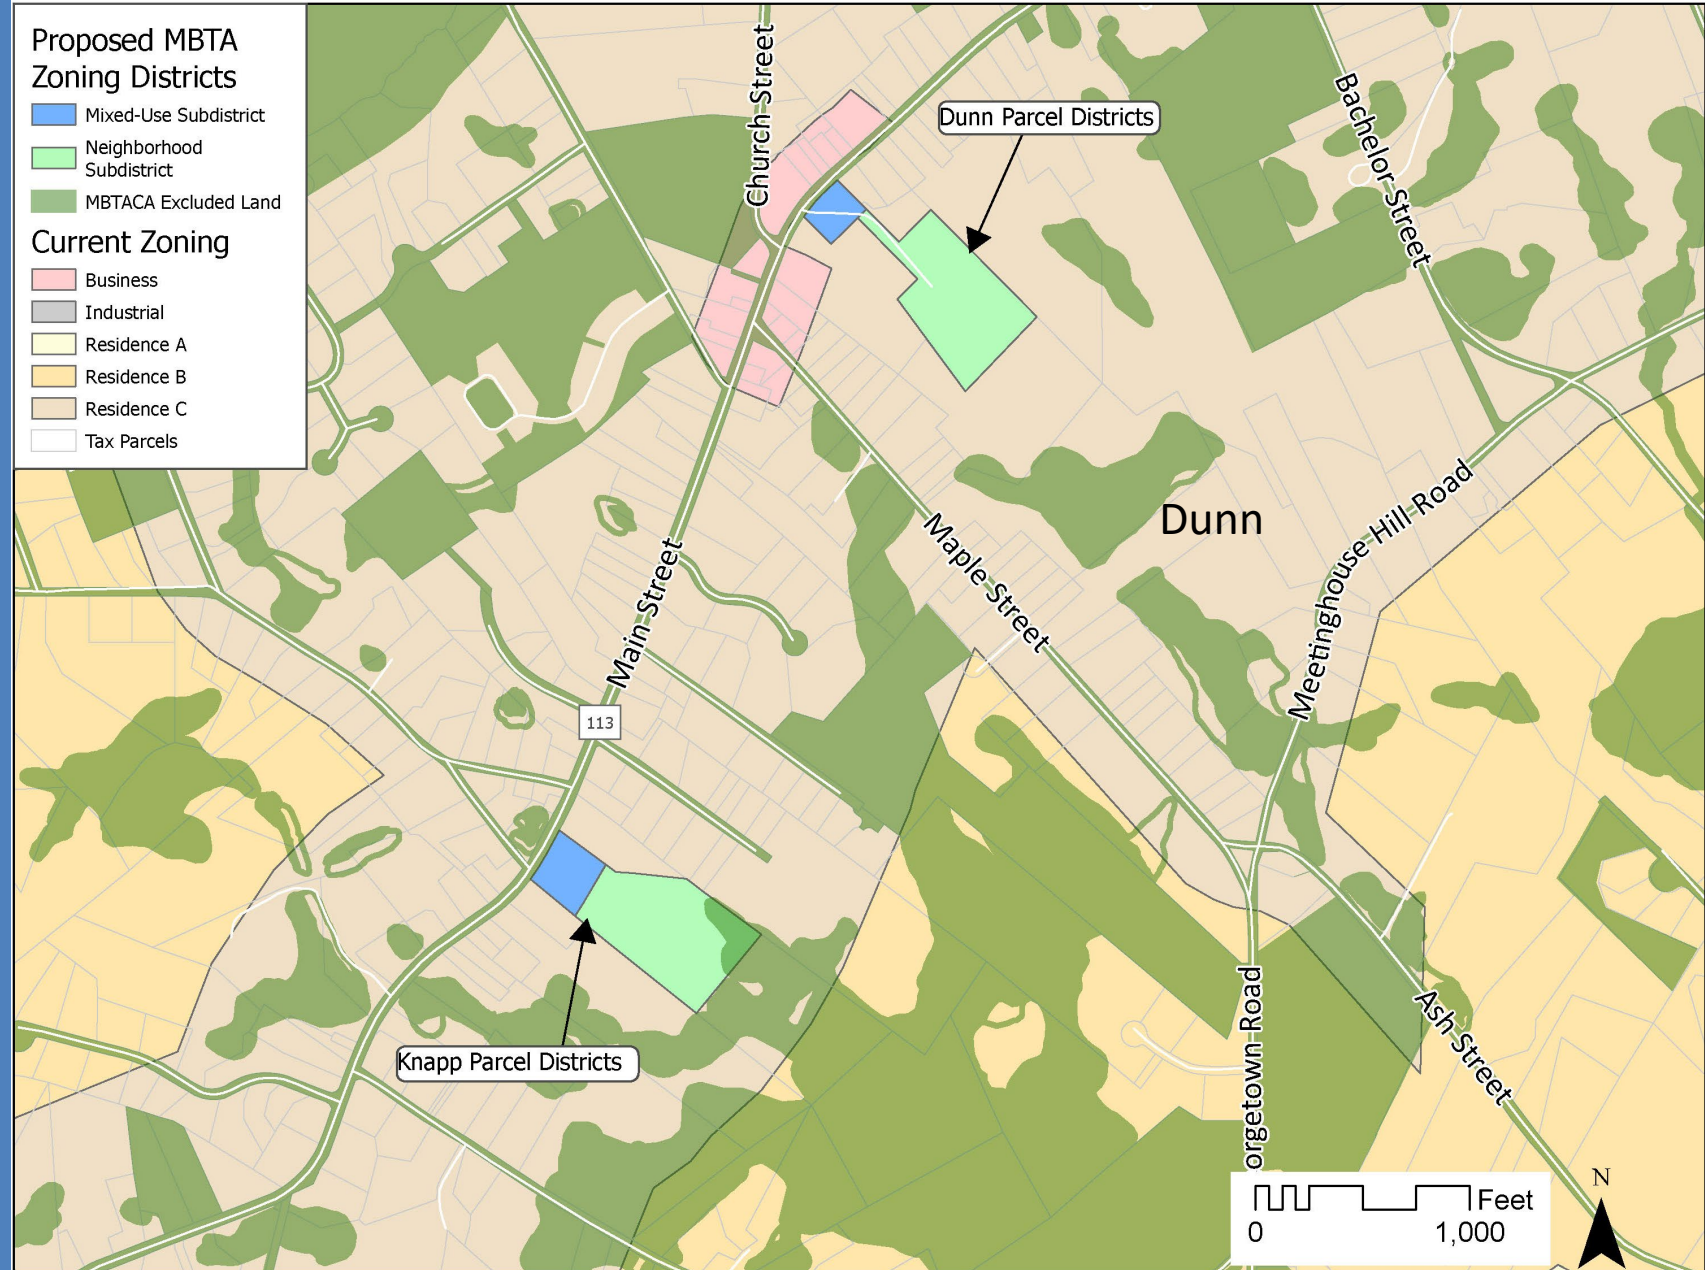 Proposed MBTA
Zoning Districts
Mixed-Use Subdistrict
Neighborhood
Subdistrict
MBTACA Excluded Land
Current Zoning
Business
Industrial
Residence A
Residence B
Residence C
Tax Parcels
Church Street
Dunn Parcel Districts
Bachelor Street
Dunn
Meetinghouse Hill Road
Maple Street
Main Street
113
Knapp Parcel Districts
orgetown Road
Ash Street
N
Feet
0 1,000